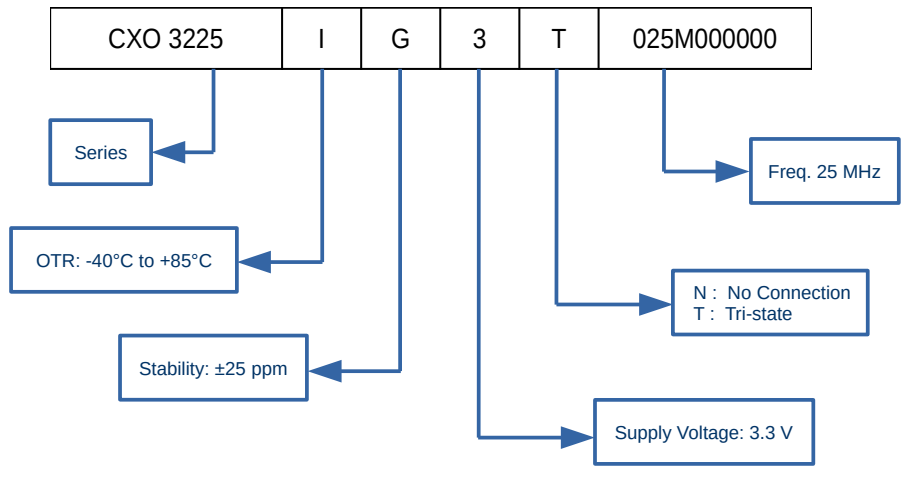 CXO 3225 I G 3 T 025M000000
Series
Freq. 25 MHz
OTR: -40°C to +85°C
N : No Connection
T : Tri-state
Stability: ±25 ppm
Supply Voltage: 3.3 V